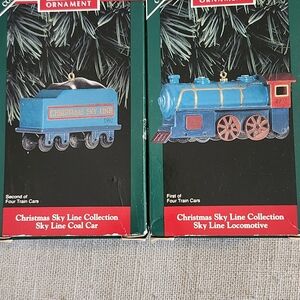 ORNAMENT
CHRISTMAS SKY LINE
Second of
Four Train Cars
Christmas Sky Line Collection
Sky Line Coal Car
ORNAMENT
First of
Four Train Cars
Christmas Sky Line Collection
Sky Line Locomotive